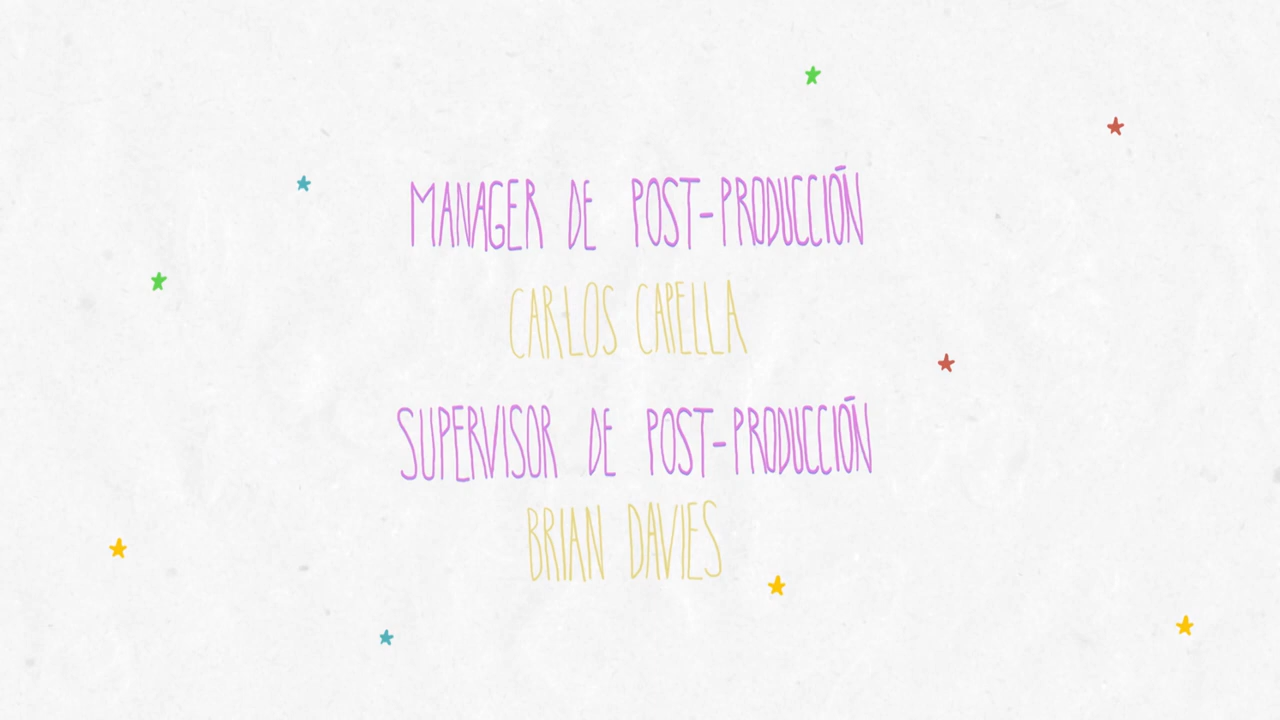 MANAGER DE POST-PRODUCCIÓN
CARLOS CAPELLA
SUPERVISOR DE POST-PRODUCCIÓN
BRIAN DAVIES